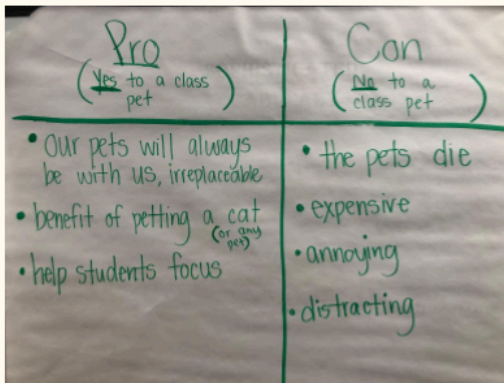 Pro
(Yes to a class
pet)
• Our pets will always
be with us, irreplaceable
• benefit of petting a cat
(or any
pet)
• help students focus
Con
(No to a
class pet)
• the pets die
• expensive
• annoying
• distracting